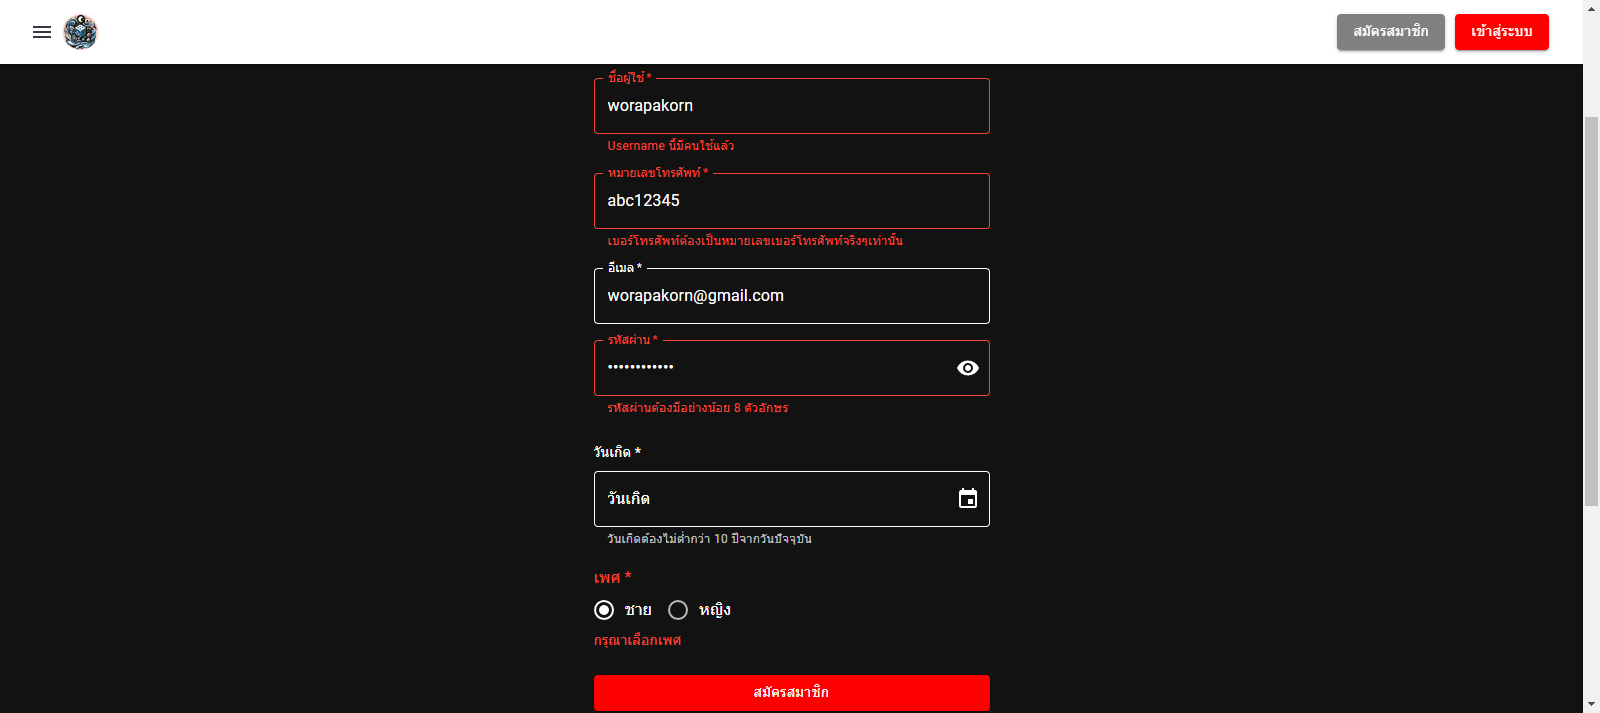 สมัครสมาชิก
เข้าสู่ระบบ
ชื่อผู้ใช้ *
worapakorn
Username นี้มีคนใช้แล้ว
หมายเลขโทรศัพท์ *
abc12345
เบอร์โทรศัพท์ต้องเป็นหมายเลขเบอร์โทรศัพท์จริงๆเท่านั้น
อีเมล *
worapakorn@gmail.com
รหัสผ่าน *
••••••••••••
รหัสผ่านต้องมีอย่างน้อย 8 ตัวอักษร
วันเกิด *
วันเกิด
วันเกิดต้องไม่ต่ำกว่า 10 ปีจากวันปัจจุบัน
เพศ *
ชาย หญิง
กรุณาเลือกเพศ
สมัครสมาชิก